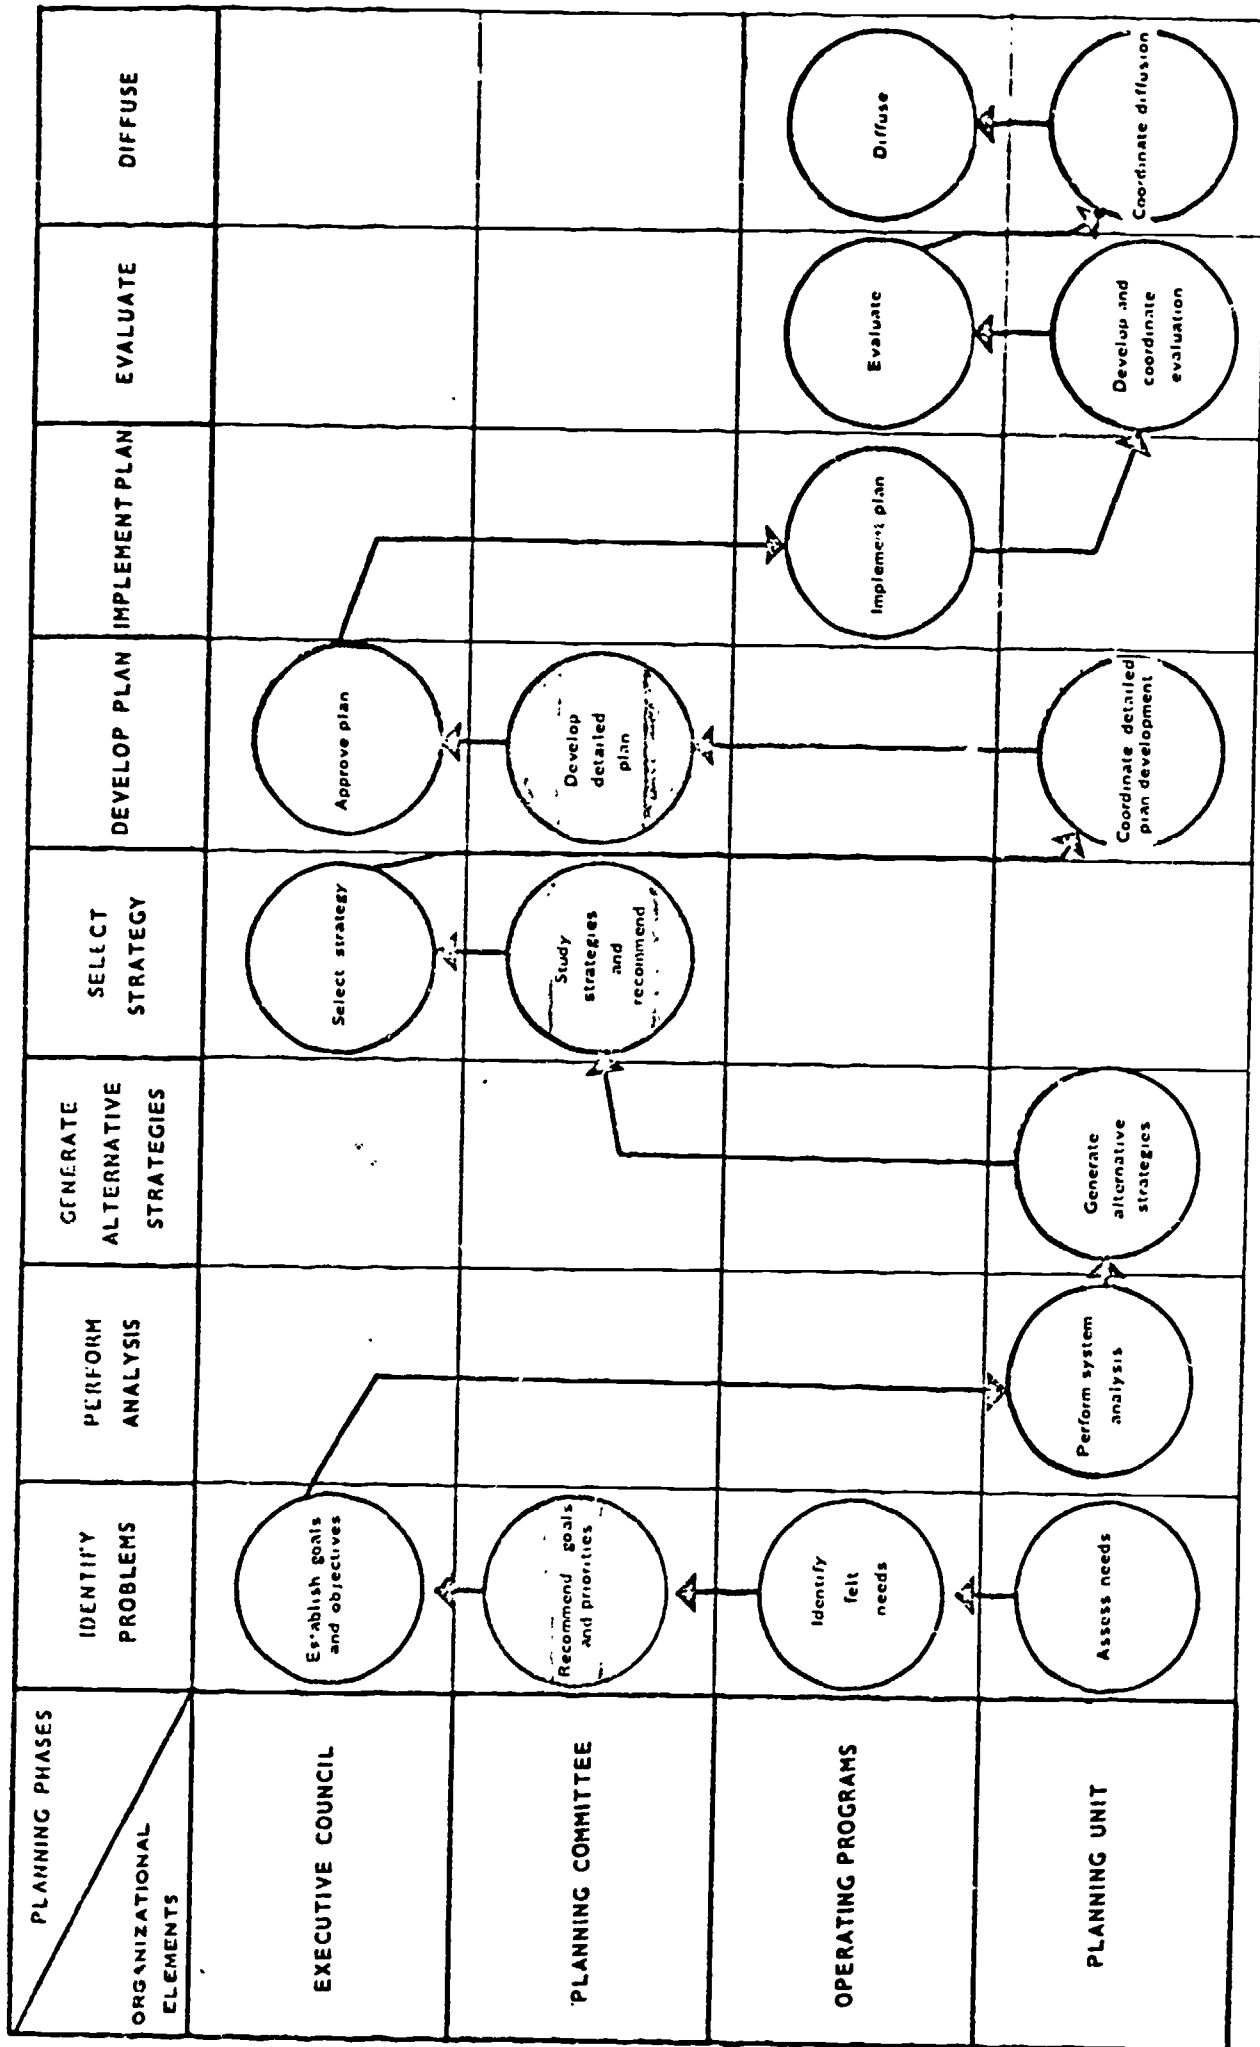 PLANNING PHASES
ORGANIZATIONAL
ELEMENTS
IDENTIFY
PROBLEMS
PERFORM
ANALYSIS
GENERATE
ALTERNATIVE
STRATEGIES
SELECT
STRATEGY
DEVELOP PLAN
IMPLEMENT PLAN
EVALUATE
DIFFUSE
EXECUTIVE COUNCIL
Establish goals
and objectives
Select strategy
Approve plan
PLANNING COMMITTEE
Recommend goals
and priorities
Study
strategies
and
recommend
Develop
detailed
plan
OPERATING PROGRAMS
Identify
felt
needs
Implement plan
Evaluate
Diffuse
PLANNING UNIT
Assess needs
Perform system
analysis
Generate
alternative
strategies
Coordinate detailed
plan development
Develop and
coordinate
evaluation
Coordinate diffusion